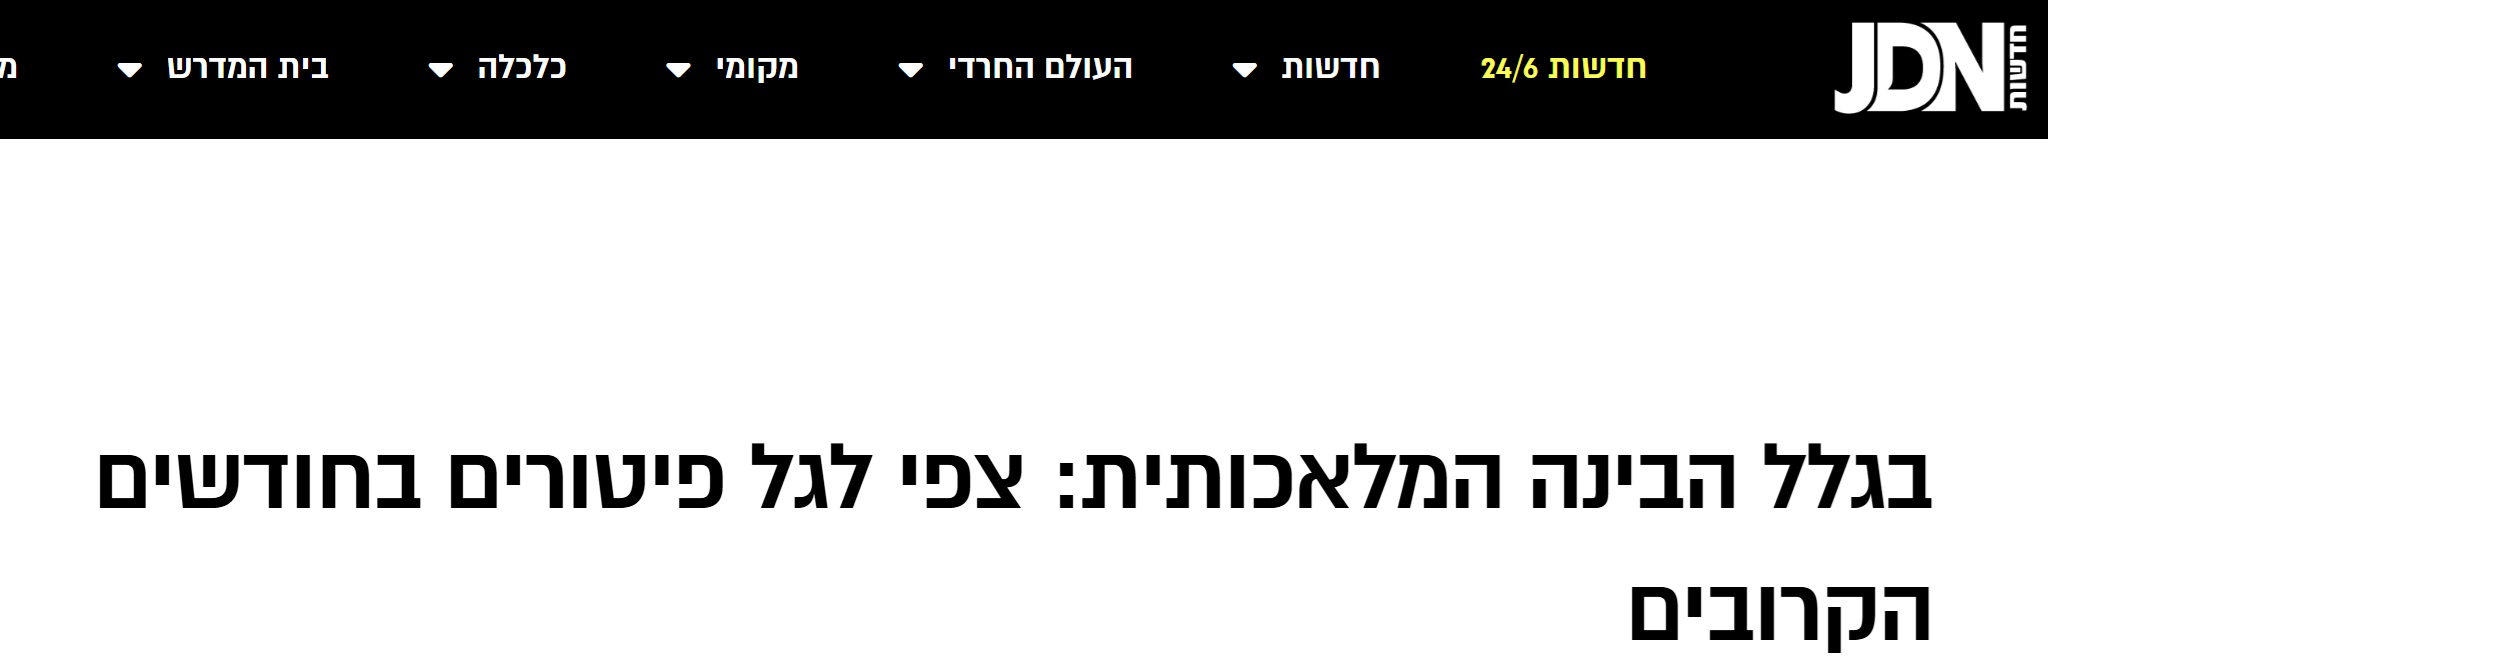 JDN חדשות
חדשות 24/6 חדשות העולם החרדי מקומי כלכלה בית המדרש
בגלל הבינה המלאכותית: צפי לגל פיטורים בחודשים
הקרובים